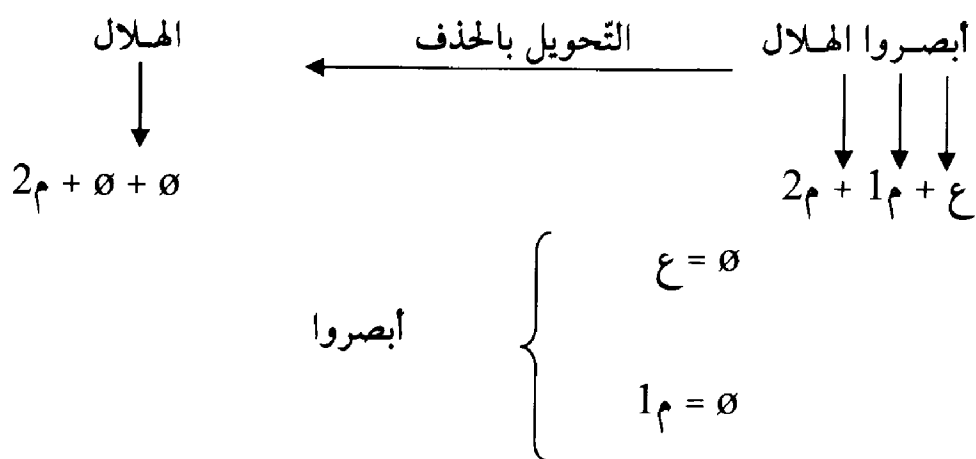 أبصروا الهلال التّحويل بالحذف الهلال
ع + م1 + م2 ø + ø + م2
ø = ع
أبصروا
ø = م1